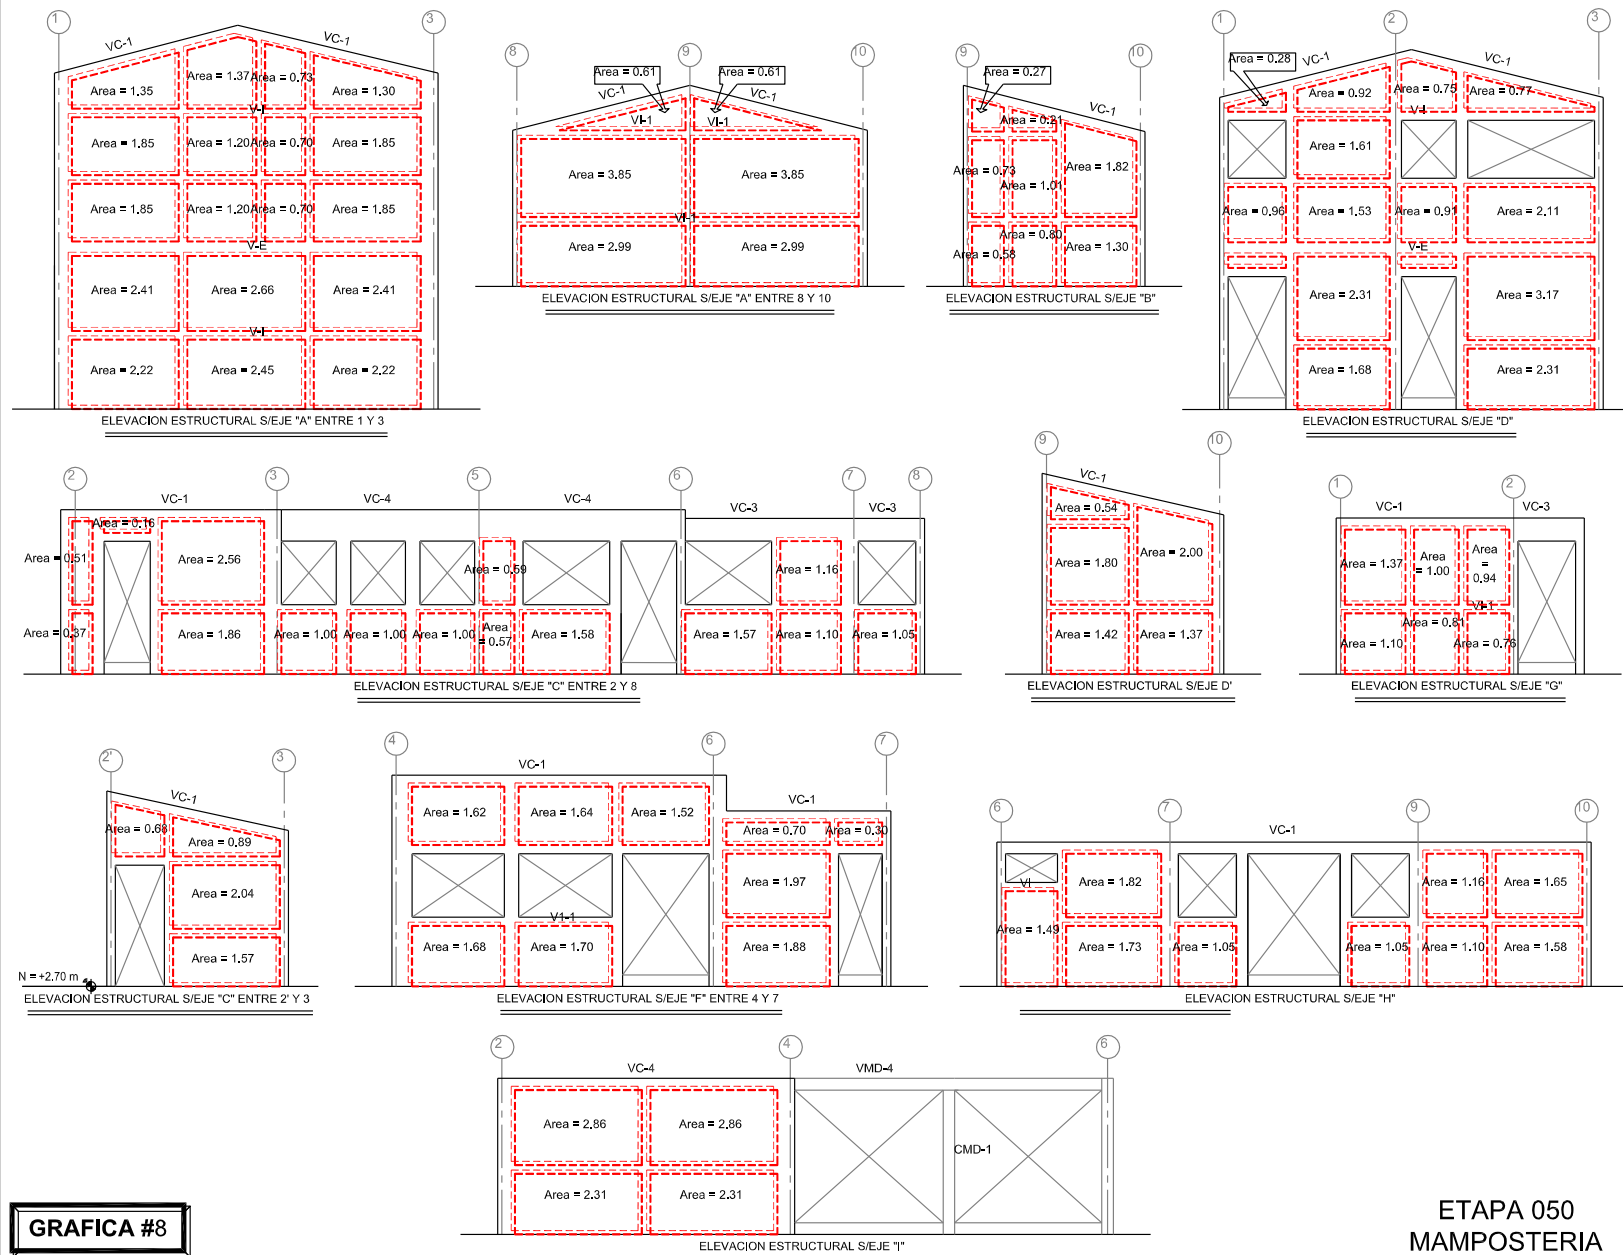 1
3
VC-1
VC-1
Area = 1.35
Area = 1.37
Area = 0.73
Area = 1.30
V-I
Area = 1.85
Area = 1.20
Area = 0.70
Area = 1.85
Area = 1.85
Area = 1.20
Area = 0.70
Area = 1.85
V-E
Area = 2.41
Area = 2.66
Area = 2.41
V-I
Area = 2.22
Area = 2.45
Area = 2.22
ELEVACION ESTRUCTURAL S/EJE "A" ENTRE 1 Y 3
8
9
10
Area = 0.61
Area = 0.61
VC-1
VC-1
VI-1
VI-1
Area = 3.85
Area = 3.85
VI-1
Area = 2.99
Area = 2.99
ELEVACION ESTRUCTURAL S/EJE "A" ENTRE 8 Y 10
9
10
Area = 0.27
VC-1
Area = 0.21
Area = 0.73
Area = 1.01
Area = 1.82
Area = 0.58
Area = 0.80
Area = 1.30
ELEVACION ESTRUCTURAL S/EJE "B"
1
2
3
Area = 0.28
VC-1
VC-1
Area = 0.92
Area = 0.75
Area = 0.77
V-I
Area = 1.61
Area = 0.96
Area = 1.53
Area = 0.91
Area = 2.11
V-E
Area = 2.31
Area = 3.17
Area = 1.68
Area = 2.31
ELEVACION ESTRUCTURAL S/EJE "D"
2
3
5
6
7
8
VC-1
VC-4
VC-4
VC-3
VC-3
Area = 0.16
Area = 0.51
Area = 2.56
Area = 0.59
Area = 1.16
Area = 0.37
Area = 1.86
Area = 1.00
Area = 1.00
Area = 1.00
Area
= 0.57
Area = 1.58
Area = 1.57
Area = 1.10
Area = 1.05
ELEVACION ESTRUCTURAL S/EJE "C" ENTRE 2 Y 8
9
10
VC-1
Area = 0.54
Area = 1.80
Area = 2.00
Area = 1.42
Area = 1.37
ELEVACION ESTRUCTURAL S/EJE D'
1
2
VC-1
VC-3
Area = 1.37
Area
= 1.00
Area
=
0.94
VI-1
Area = 1.10
Area = 0.81
Area = 0.76
ELEVACION ESTRUCTURAL S/EJE "G"
2'
3
VC-1
Area = 0.68
Area = 0.89
Area = 2.04
Area = 1.57
N = +2.70 m
ELEVACION ESTRUCTURAL S/EJE "C" ENTRE 2' Y 3
4
6
7
VC-1
VC-1
Area = 1.62
Area = 1.64
Area = 1.52
Area = 0.70
Area = 0.30
Area = 1.97
V1-1
Area = 1.68
Area = 1.70
Area = 1.88
ELEVACION ESTRUCTURAL S/EJE "F" ENTRE 4 Y 7
6
7
9
10
VC-1
VI
Area = 1.82
Area = 1.16
Area = 1.65
Area = 1.49
Area = 1.73
Area = 1.05
Area = 1.05
Area = 1.10
Area = 1.58
ELEVACION ESTRUCTURAL S/EJE "H"
2
4
6
VC-4
VMD-4
Area = 2.86
Area = 2.86
CMD-1
Area = 2.31
Area = 2.31
ELEVACION ESTRUCTURAL S/EJE "I"
GRAFICA #8
ETAPA 050
MAMPOSTERIA